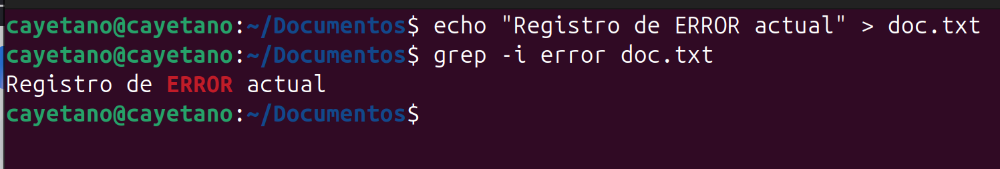 cayetano@cayetano:~/Documentos$ echo "Registro de ERROR actual" > doc.txt
cayetano@cayetano:~/Documentos$ grep -i error doc.txt
Registro de ERROR actual
cayetano@cayetano:~/Documentos$